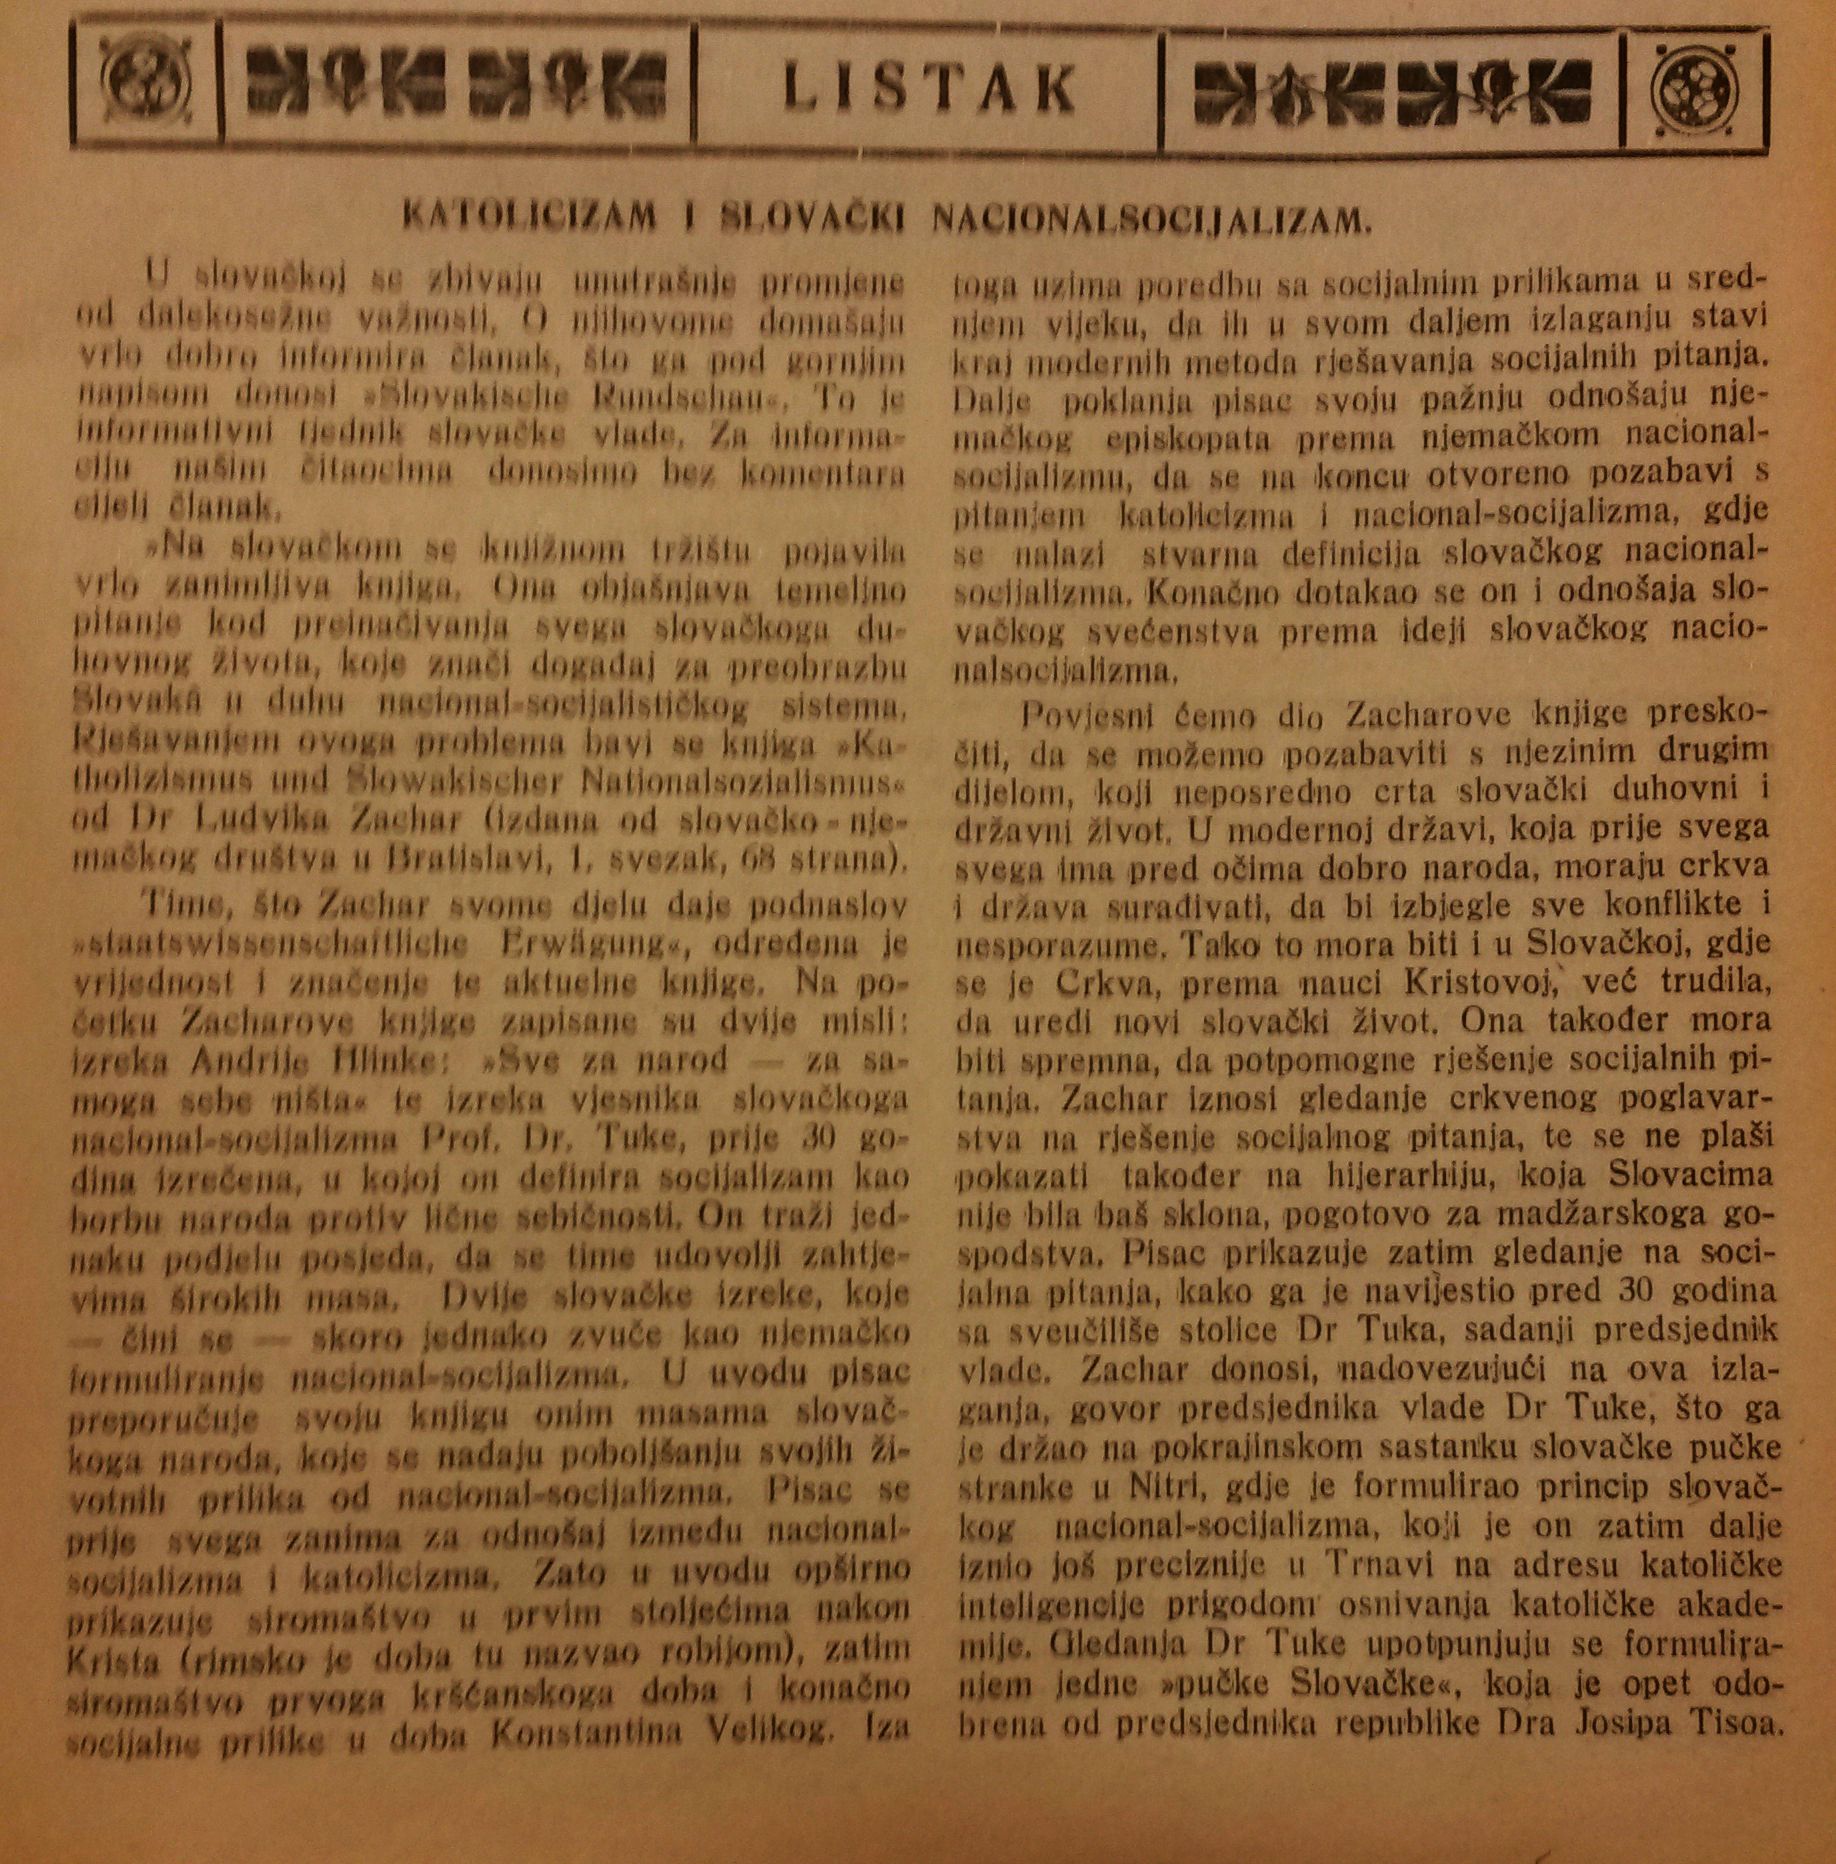 LISTAK
KATOLICIZAM I SLOVAČKI NACIONALSOCIJALIZAM.
U slovačkoj se zbivaju unutrašnje promjene
od dalekosežne važnosti. O njihovome domašaju
vrlo dobro informira članak, što ga pod gornjim
napisom donosi »Slovakische Rundschau«. To je
informativni tjednik slovačke vlade. Za informa-
ciju našim čitaocima donosimo bez komentara
cijeli članak.
»Na slovačkom se knjižnom tržištu pojavila
vrlo zanimljiva knjiga. Ona objašnjava temeljno
pitanje kod preinačivanja svega slovačkoga du-
hovnog života, koje znači događaj za preobrazbu
Slovakâ u duhu nacional-socijalističkog sistema.
Rješavanjem ovoga problema bavi se knjiga »Ka-
tholizismus und Slowakischer Nationalsozialismus«
od Dr Ludvika Zachar (izdana od slovačko-nje-
mačkog društva u Bratislavi, 1. svezak, 68 strana).
Time, što Zachar svome djelu daje podnaslov
»staatswissenschaftliche Erwägung«, određena je
vrijednost i značenje te aktuelne knjige. Na po-
četku Zacharove knjige zapisane su dvije misli:
izreka Andrije Hlinke: »Sve za narod — za sa-
moga sebe ništa« te izreka vjesnika slovačkoga
nacional-socijalizma Prof. Dr. Tuke, prije 30 go-
dina izrečena, u kojoj on definira socijalizam kao
borbu naroda protiv lične sebičnosti. On traži jed-
naku podjelu posjeda, da se time udovolji zahtje-
vima širokih masa. Dvije slovačke izreke, koje
— čini se — skoro jednako zvuče kao njemačko
formuliranje nacional-socijalizma. U uvodu pisac
preporučuje svoju knjigu onim masama slovač-
koga naroda, koje se nadaju poboljšanju svojih ži-
votnih prilika od nacional-socijalizma. Pisac se
prije svega zanima za odnošaj između nacional-
socijalizma i katolicizma. Zato u uvodu opširno
prikazuje siromaštvo u prvim stoljećima nakon
Krista (rimsko je doba tu nazvao robijom), zatim
siromaštvo prvoga kršćanskoga doba i konačno
socijalne prilike u doba Konstantina Velikog. Iza
toga uzima poredbu sa socijalnim prilikama u sred-
njem vijeku, da ih u svom daljem izlaganju stavi
kraj modernih metoda rješavanja socijalnih pitanja.
Dalje poklanja pisac svoju pažnju odnošaju nje-
mačkog episkopata prema njemačkom nacional-
socijalizmu, da se na koncu otvoreno pozabavi s
pitanjem katolicizma i nacional-socijalizma, gdje
se nalazi stvarna definicija slovačkog nacional-
socijalizma. Konačno dotakao se on i odnošaja slo-
vačkog svećenstva prema ideji slovačkog nacio-
nalsocijalizma.
Povjesni ćemo dio Zacharove knjige presko-
čiti, da se možemo pozabaviti s njezinim drugim
dijelom, koji neposredno crta slovački duhovni i
državni život. U modernoj državi, koja prije svega
svega ima pred očima dobro naroda, moraju crkva
i država surađivati, da bi izbjegle sve konflikte i
nesporazume. Tako to mora biti i u Slovačkoj, gdje
se je Crkva, prema nauci Kristovoj, već trudila,
da uredi novi slovački život. Ona također mora
biti spremna, da potpomogne rješenje socijalnih pi-
tanja. Zachar iznosi gledanje crkvenog poglavar-
stva na rješenje socijalnog pitanja, te se ne plaši
pokazati također na hijerarhiju, koja Slovacima
nije bila baš sklona, pogotovo za madžarskoga go-
spodstva. Pisac prikazuje zatim gledanje na soci-
jalna pitanja, kako ga je navijestio pred 30 godina
sa sveučiliše stolice Dr Tuka, sadanji predsjednik
vlade. Zachar donosi, nadovezujući na ova izla-
ganja, govor predsjednika vlade Dr Tuke, što ga
je držao na pokrajinskom sastanku slovačke pučke
stranke u Nitri, gdje je formulirao princip slovač-
kog nacional-socijalizma, koji je on zatim dalje
iznio još preciznije u Trnavi na adresu katoličke
inteligencije prigodom osnivanja katoličke akade-
mije. Gledanja Dr Tuke upotpunjuju se formulira-
njem jedne »pučke Slovačke«, koja je opet odo-
brena od predsjednika republike Dra Josipa Tisoa.